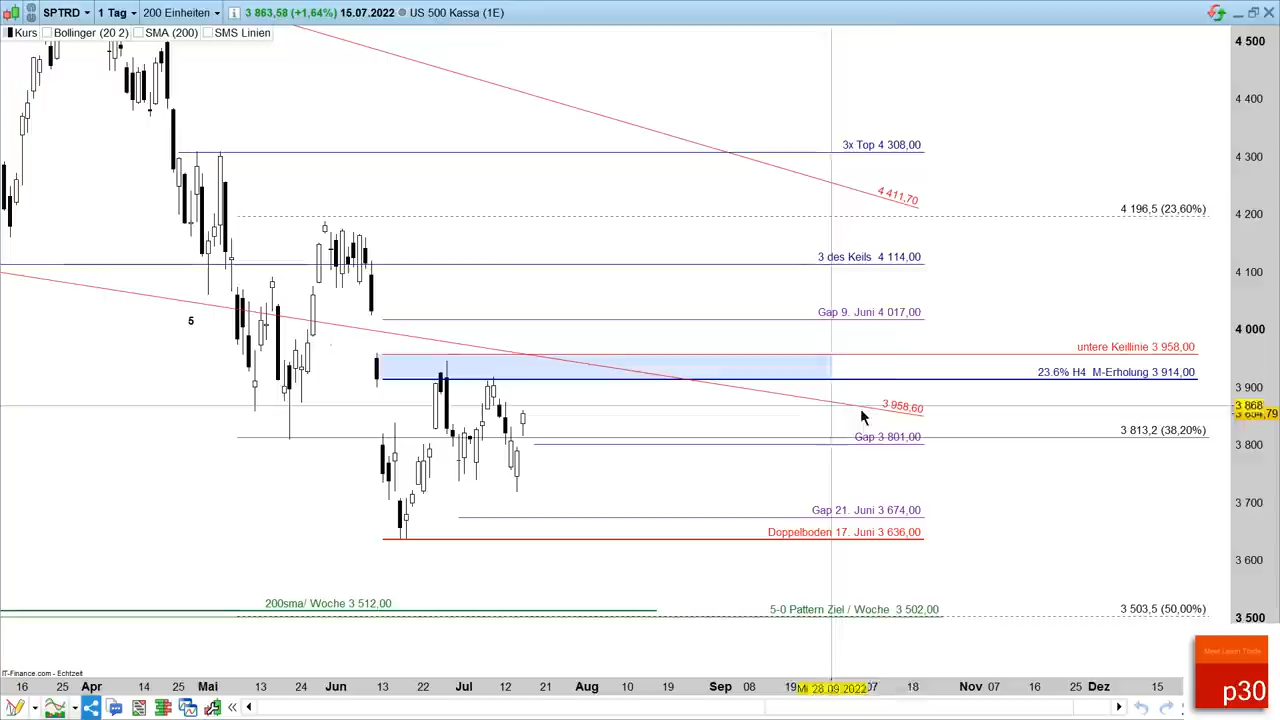 SPTRD 1 Tag 200 Einheiten i 3 863,58 (+1,64%) 15.07.2022 US 500 Kassa (1E)
Kurs Bollinger (20 2) SMA (200) SMS Linien
4 500
4 400
3x Top 4 308,00
4 300
4 411,70
4 196,5 (23,60%)
4 200
3 des Keils 4 114,00
4 100
Gap 9. Juni 4 017,00
5
4 000
untere Keillinie 3 958,00
23.6% H4 M-Erholung 3 914,00
3 900
3 958,60
3 868
Gap 3 801,00
3 813,2 (38,20%)
3 800
Gap 21. Juni 3 674,00
3 700
Doppelboden 17. Juni 3 636,00
3 600
200sma/ Woche 3 512,00
5-0 Pattern Ziel / Woche 3 502,00
3 503,5 (50,00%)
3 500
Meet Learn Trade
p30
IT-Finance.com - Echtzeit
16 25 Apr 14 25 Mai 13 24 Jun 22 Jul 12 21 Aug 10 19 Sep 08 19 Mi 28.09.2022 07 18 Nov 07 16 25 Dez 15